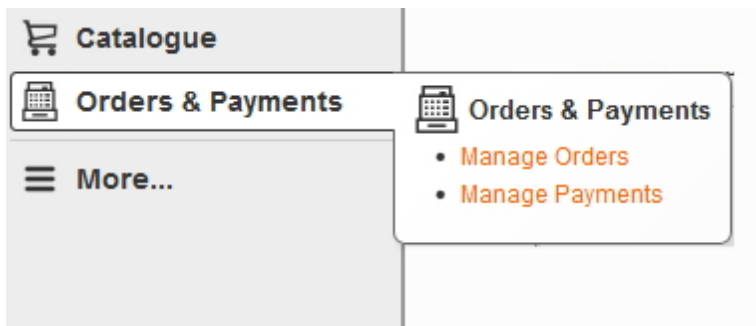 Catalogue
Orders & Payments
More...
Orders & Payments
Manage Orders
Manage Payments